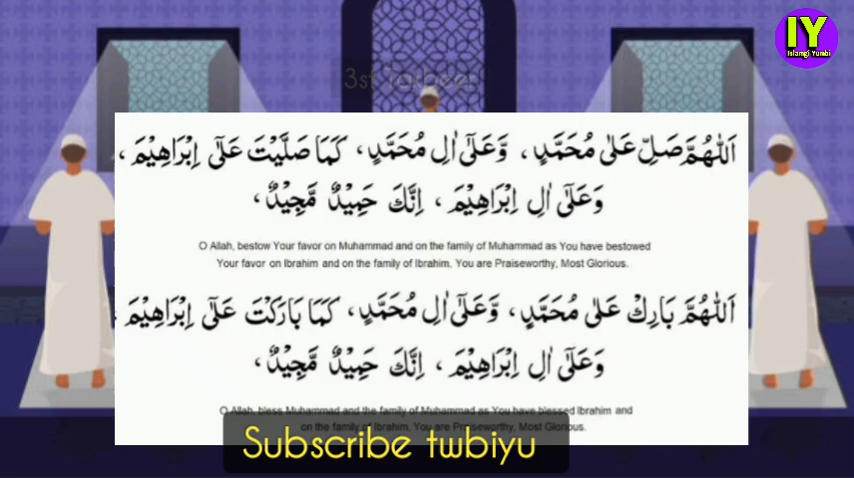 IY
Islamgi Yumbi
3st Takbeer
اَللّٰهُمَّ صَلِّ عَلٰى مُحَمَّدٍ، وَّعَلٰٓى اٰلِ مُحَمَّدٍ، كَمَا صَلَّيْتَ عَلٰٓى اِبْرَاهِيْمَ،
وَعَلٰٓى اٰلِ اِبْرَاهِيْمَ، اِنَّكَ حَمِيْدٌ مَّجِيْدٌ،
O Allah, bestow Your favor on Muhammad and on the family of Muhammad as You have bestowed
Your favor on Ibrahim and on the family of Ibrahim, You are Praiseworthy, Most Glorious.
اَللّٰهُمَّ بَارِكْ عَلٰى مُحَمَّدٍ، وَّعَلٰٓى اٰلِ مُحَمَّدٍ، كَمَا بَارَكْتَ عَلٰٓى اِبْرَاهِيْمَ،
وَعَلٰٓى اٰلِ اِبْرَاهِيْمَ، اِنَّكَ حَمِيْدٌ مَّجِيْدٌ،
O Allah, bless Muhammad and the family of Muhammad as You have blessed Ibrahim and
on the family of Ibrahim, You are Praiseworthy, Most Glorious.
Subscribe twbiyu